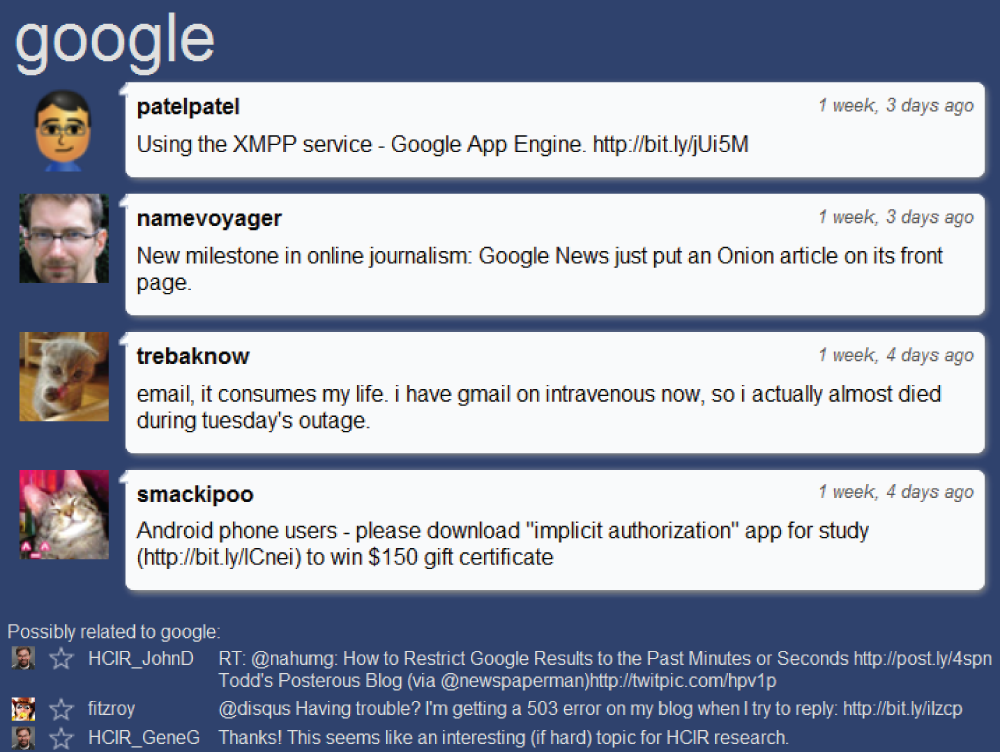 google
patelpatel
1 week, 3 days ago
Using the XMPP service - Google App Engine. http://bit.ly/jUi5M
namevoyager
1 week, 3 days ago
New milestone in online journalism: Google News just put an Onion article on its front
page.
trebaknow
1 week, 4 days ago
email, it consumes my life. i have gmail on intravenous now, so i actually almost died
during tuesday's outage.
smackipoo
1 week, 4 days ago
Android phone users - please download "implicit authorization" app for study
(http://bit.ly/lCnei) to win $150 gift certificate
Possibly related to google:
HCIR_JohnD RT: @nahumg: How to Restrict Google Results to the Past Minutes or Seconds http://post.ly/4spn
Todd's Posterous Blog (via @newspaperman)http://twitpic.com/hpv1p
fitzroy @disqus Having trouble? I'm getting a 503 error on my blog when I try to reply: http://bit.ly/ilzcp
HCIR_GeneG Thanks! This seems like an interesting (if hard) topic for HCIR research.